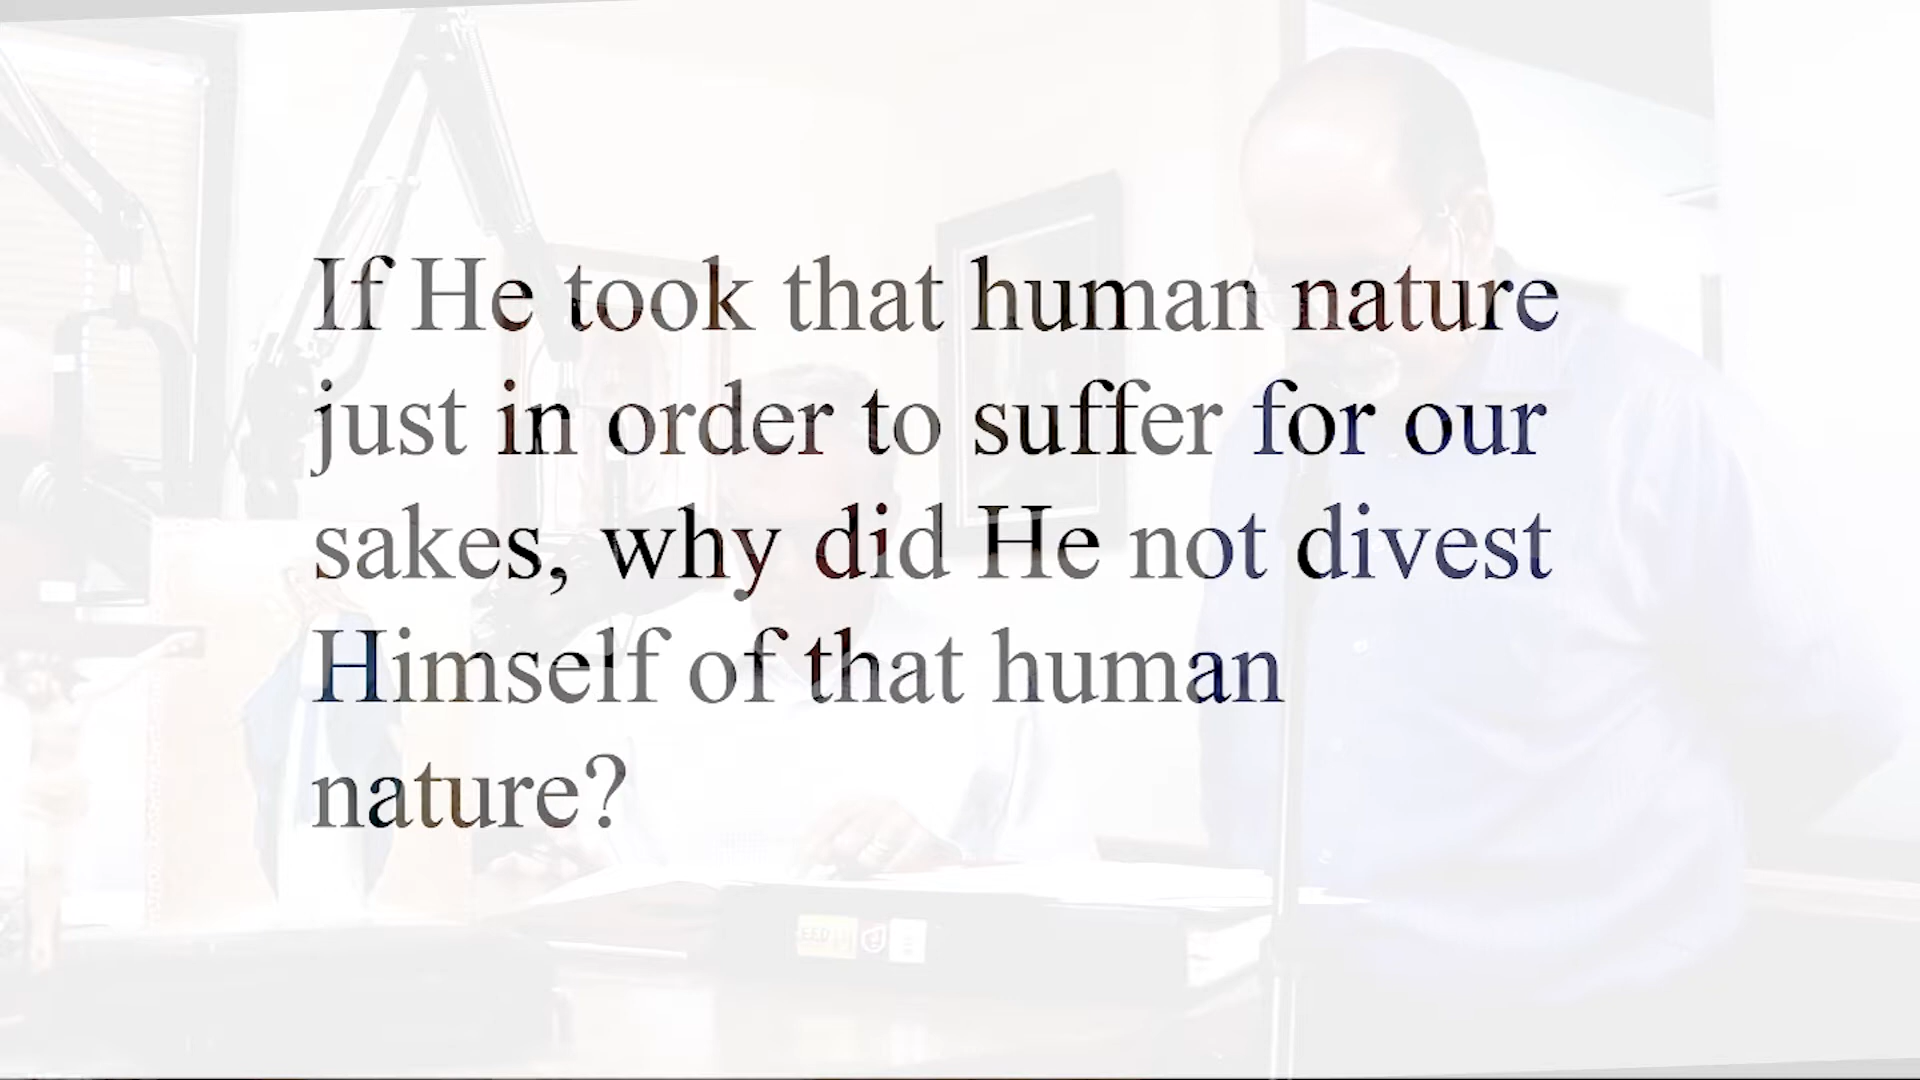 If He took that human nature
just in order to suffer for our
sakes, why did He not divest
Himself of that human
nature?